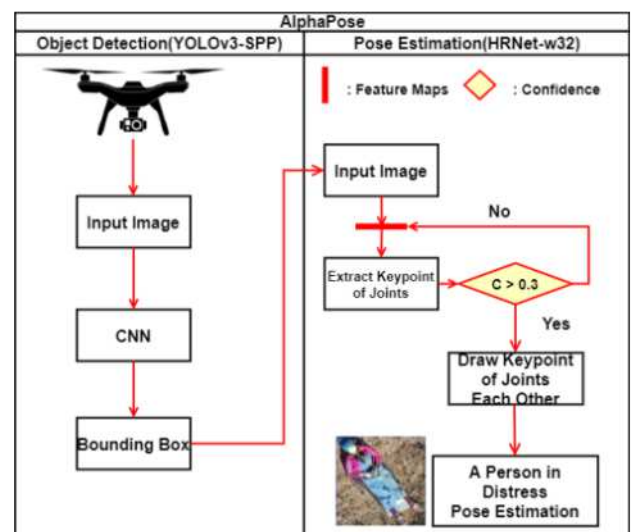 AlphaPose
Object Detection(YOLOv3-SPP)
Pose Estimation(HRNet-w32)
: Feature Maps
: Confidence
Input Image
CNN
Bounding Box
Input Image
No
Extract Keypoint
of Joints
C > 0.3
Yes
Draw Keypoint
of Joints
Each Other
A Person in
Distress
Pose Estimation